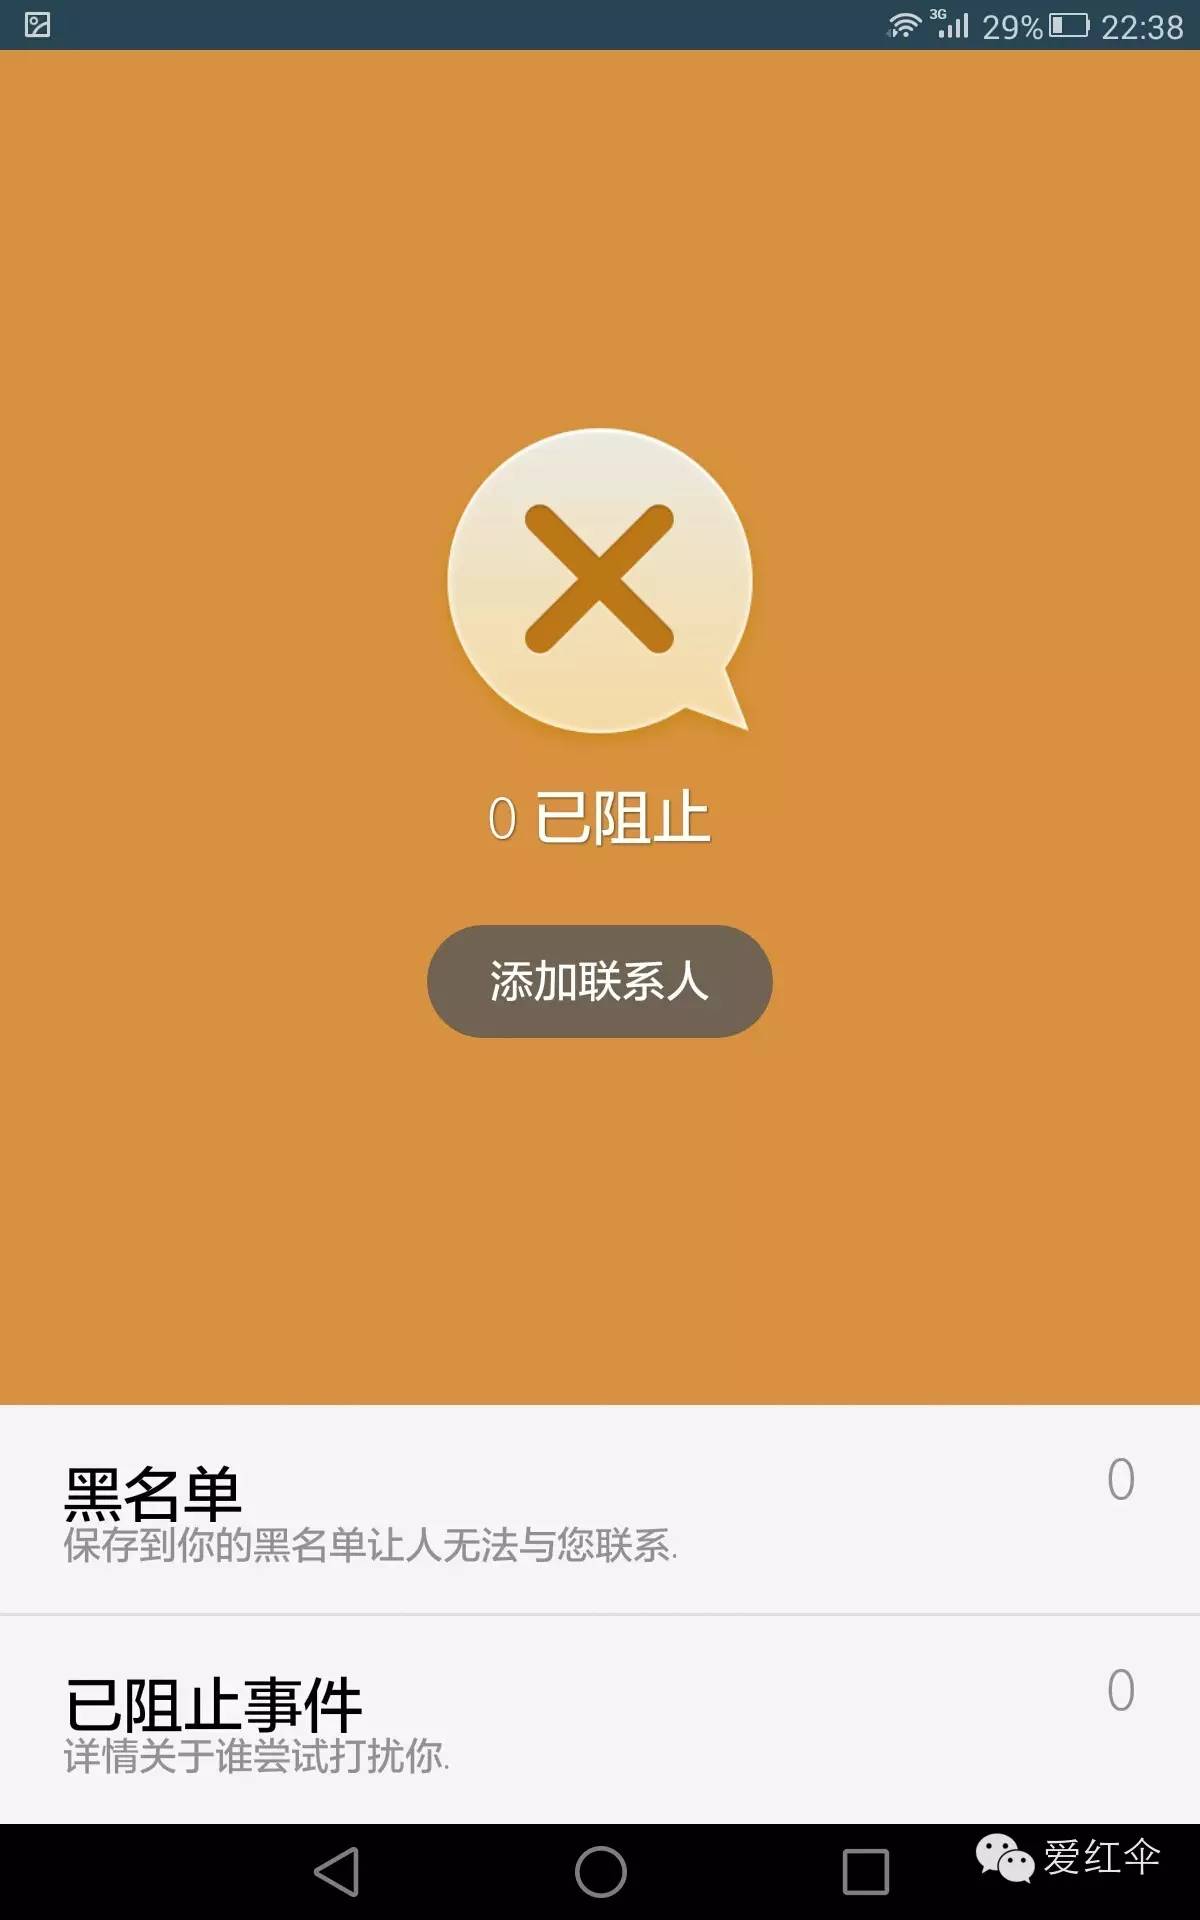 3G 29% 22:38
0 已阻止
添加联系人
黑名单 0
保存到你的黑名单让人无法与您联系.
已阻止事件 0
详情关于谁尝试打扰你.
爱红伞